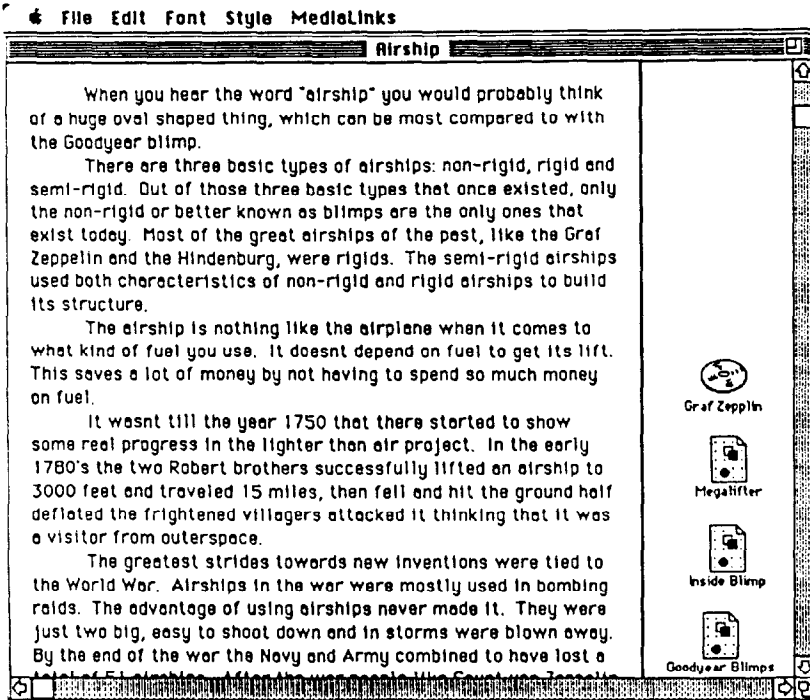 File Edit Font Style MediaLinks
Airship
When you hear the word "airship" you would probably think
of a huge oval shaped thing, which can be most compared to with
the Goodyear blimp.
There are three basic types of airships: non-rigid, rigid and
semi-rigid. Out of those three basic types that once existed, only
the non-rigid or better known as blimps are the only ones that
exist today. Most of the great airships of the past, like the Graf
Zeppelin and the Hindenburg, were rigids. The semi-rigid airships
used both characteristics of non-rigid and rigid airships to build
its structure.
The airship is nothing like the airplane when it comes to
what kind of fuel you use. It doesnt depend on fuel to get its lift.
This saves a lot of money by not having to spend so much money
on fuel.
It wasnt till the year 1750 that there started to show
some real progress in the lighter than air project. In the early
1780's the two Robert brothers successfully lifted an airship to
3000 feet and traveled 15 miles, then fell and hit the ground half
deflated the frightened villagers attacked it thinking that it was
a visitor from outerspace.
The greatest strides towards new inventions were tied to
the World War. Airships in the war were mostly used in bombing
raids. The advantage of using airships never made it. They were
just two big, easy to shoot down and in storms were blown away.
By the end of the war the Navy and Army combined to have lost a
Graf Zepplin
Megalifter
Inside Blimp
Goodyear Blimps